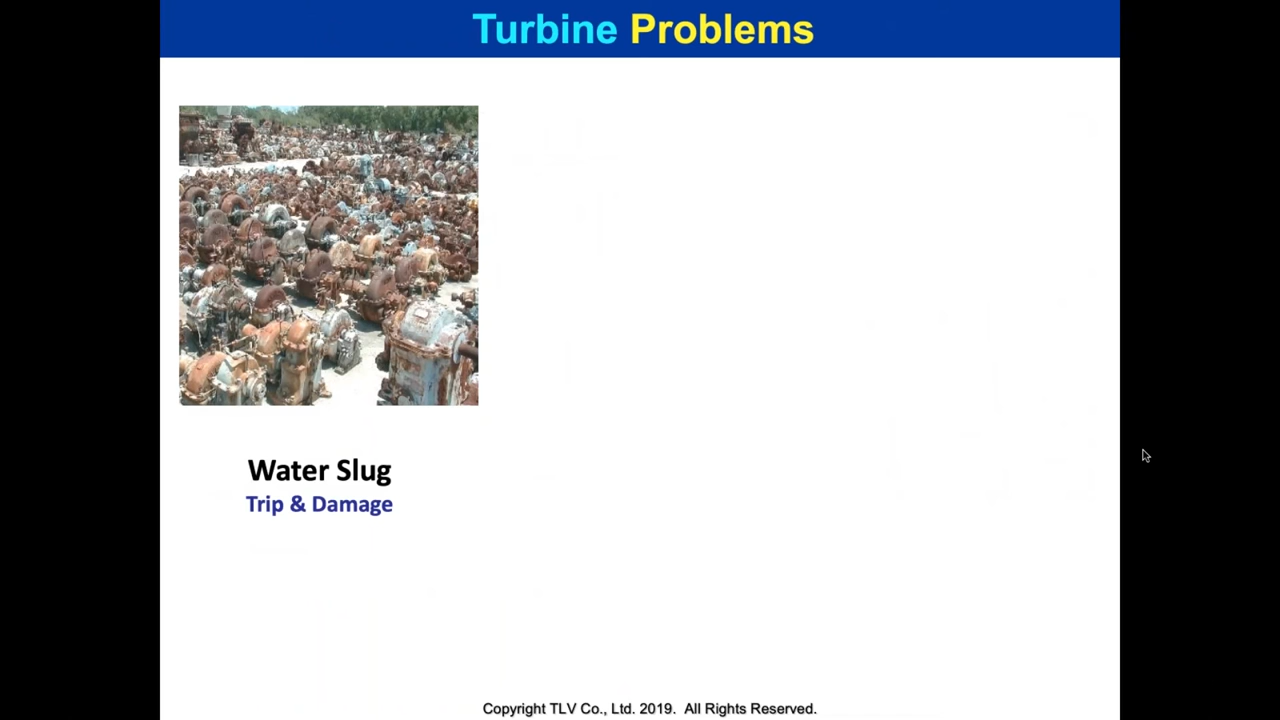 Turbine Problems
Water Slug
Trip & Damage
Copyright TLV Co., Ltd. 2019. All Rights Reserved.